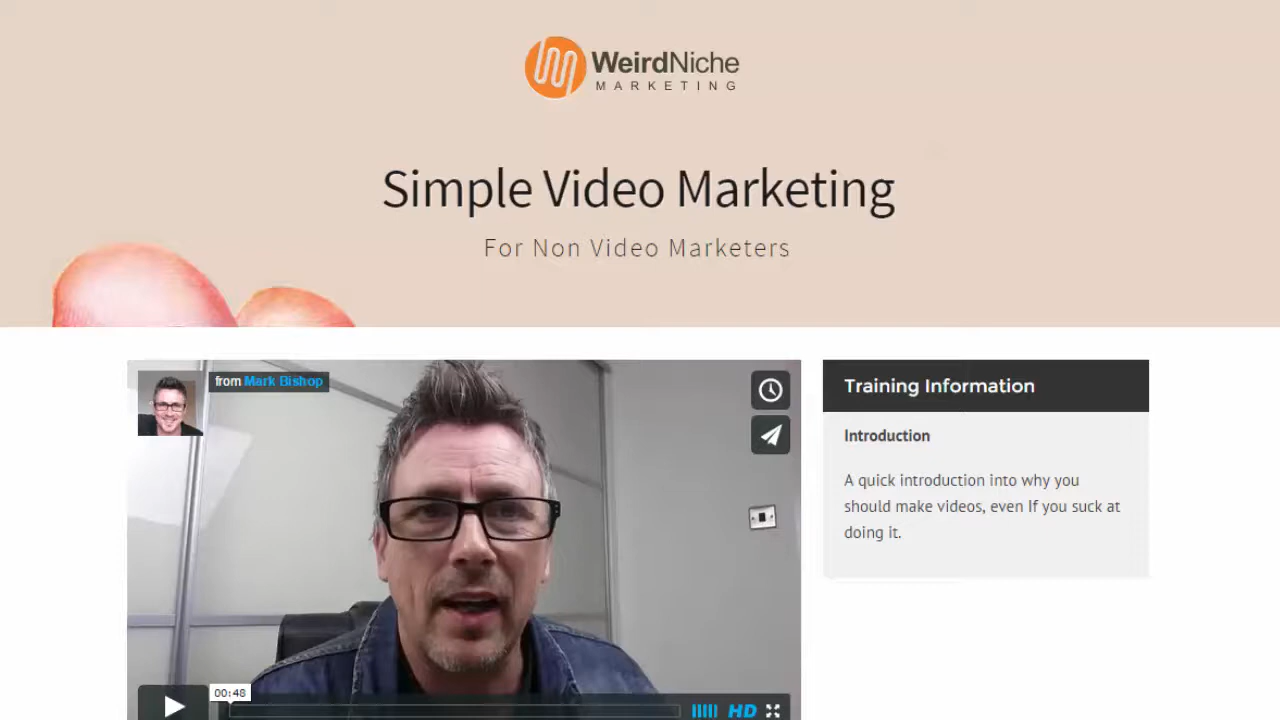 WeirdNiche
MARKETING
Simple Video Marketing
For Non Video Marketers
from Mark Bishop
Training Information
Introduction
A quick introduction into why you
should make videos, even If you suck at
doing it.
00:48
HD